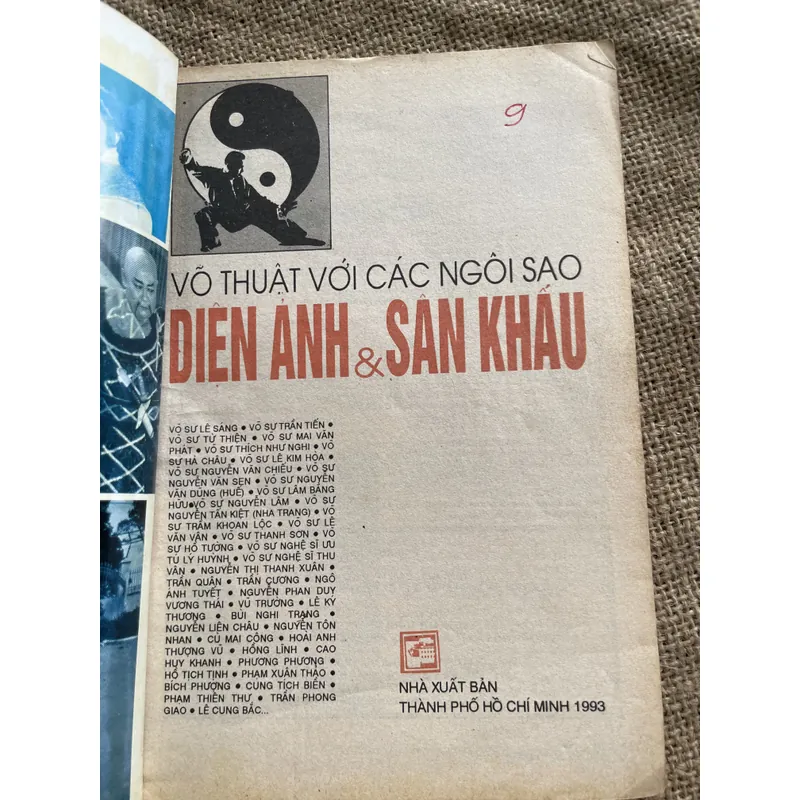 9
VÕ THUẬT VỚI CÁC NGÔI SAO
ĐIỆN ẢNH & SÂN KHẤU
VÕ SƯ LÊ SÁNG • VÕ SƯ TRẦN TIẾN •
VÕ SƯ TỪ THIỆN • VÕ SƯ MAI VĂN
PHÁT • VÕ SƯ THÍCH NHƯ NGHI • VÕ
SƯ HÀ CHÂU • VÕ SƯ LÊ KIM HÒA •
VÕ SƯ NGUYỄN VĂN CHIẾU • VÕ SƯ
NGUYỄN VĂN SEN • VÕ SƯ NGUYỄN
VĂN DŨNG (HUẾ) • VÕ SƯ LÂM BÁNG
HỮU • VÕ SƯ NGUYỄN LÂM • VÕ SƯ
NGUYỄN TẤN KIỆT (NHA TRANG) • VÕ
SƯ TRẦM KHOAN LỘC • VÕ SƯ LÊ
VĂN VÂN • VÕ SƯ THANH SƠN • VÕ
SƯ HỒ TƯỜNG • VÕ SƯ NGHỆ SĨ ƯU
TÚ LÝ HUỲNH • VÕ SƯ NGHỆ SĨ THU
VÂN • NGUYỄN THỊ THANH XUÂN •
TRẦN QUÂN • TRẦN CƯƠNG • NGÔ
ÁNH TUYẾT • NGUYỄN PHAN DUY
VƯƠNG THÁI • VŨ TRƯỜNG • LÊ KỲ
THƯƠNG • BÙI NGHI TRANG •
NGUYỄN LIÊN CHÂU • NGUYỄN TÔN
NHAN • CU MAI CÔNG • HOÀI ANH
THƯỢNG VŨ • HỒNG LĨNH • CAO
HUY KHANH • PHƯƠNG PHƯƠNG •
HỒ TỊCH TỊNH • PHẠM XUÂN THẢO •
BÍCH PHƯỢNG • CUNG TÍCH BIỀN •
PHẠM THIÊN THƯ • TRẦN PHONG
GIAO • LÊ CUNG BẮC...
NHÀ XUẤT BẢN
THÀNH PHỐ HỒ CHÍ MINH 1993